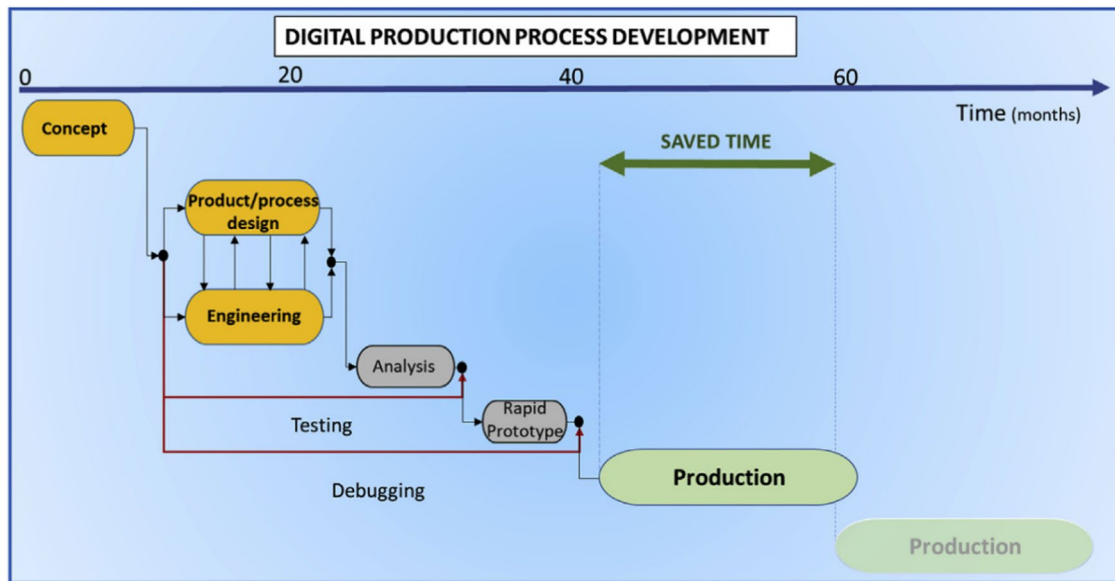 DIGITAL PRODUCTION PROCESS DEVELOPMENT
0 20 40 60
Time (months)
Concept
SAVED TIME
Product/process
design
Engineering
Analysis
Rapid
Prototype
Testing
Production
Debugging
Production